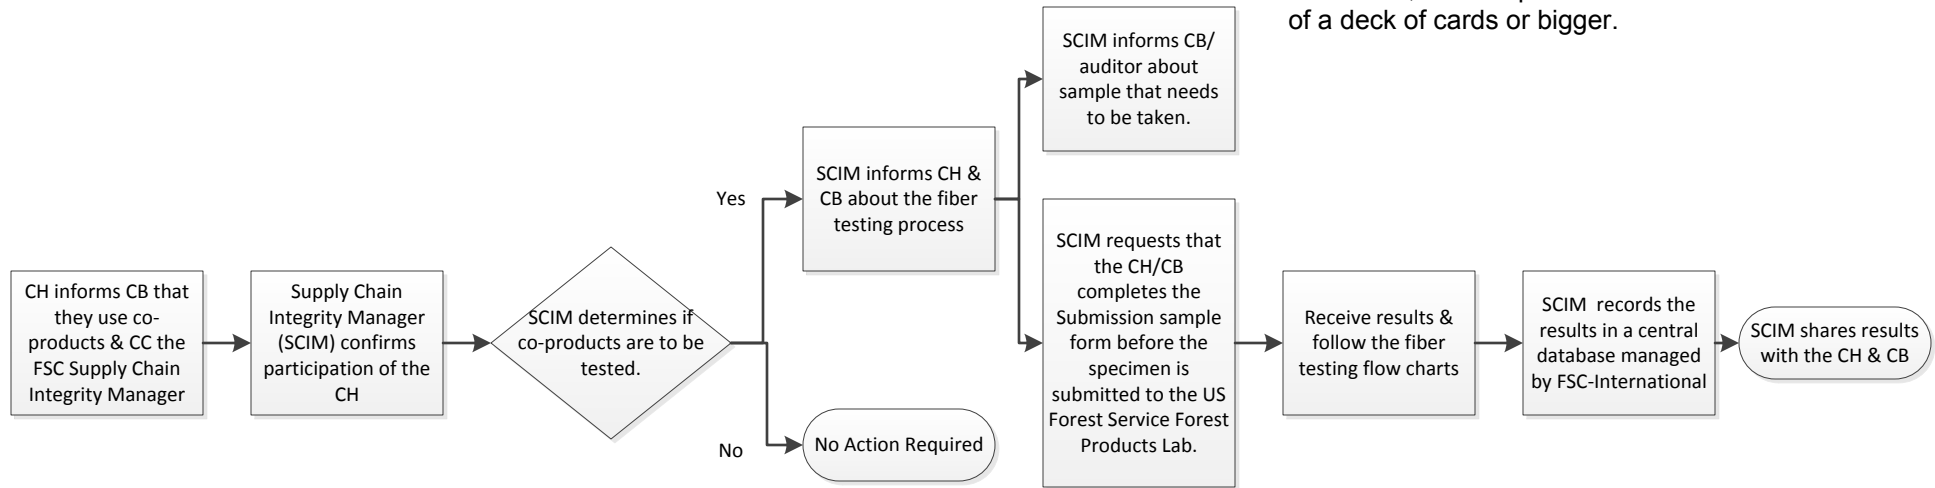 of a deck of cards or bigger.
SCIM informs CB/
auditor about
sample that needs
to be taken.
SCIM informs CH &
CB about the fiber
testing process
Yes
CH informs CB that
they use co-
products & CC the
FSC Supply Chain
Integrity Manager
Supply Chain
Integrity Manager
(SCIM) confirms
participation of the
CH
SCIM determines if
co-products are to be
tested.
No
No Action Required
SCIM requests that
the CH/CB
completes the
Submission sample
form before the
specimen is
submitted to the US
Forest Service Forest
Products Lab.
Receive results &
follow the fiber
testing flow charts
SCIM records the
results in a central
database managed
by FSC-International
SCIM shares results
with the CH & CB